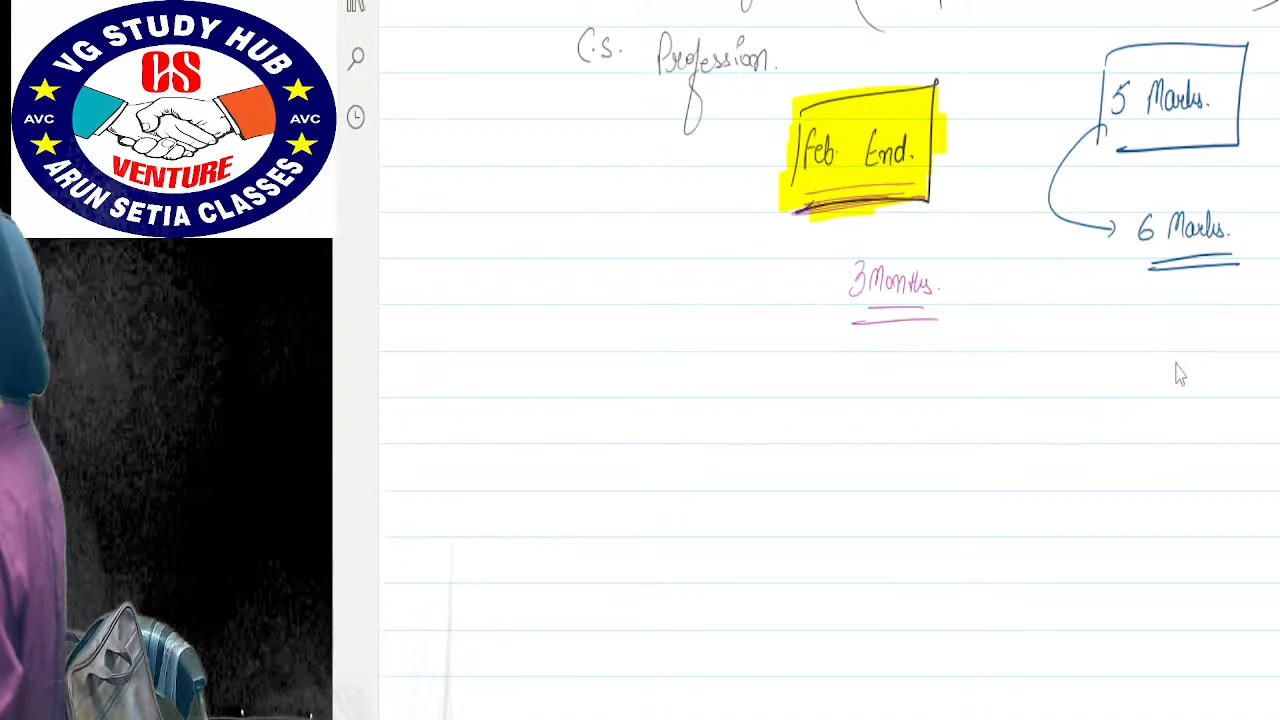 VG STUDY HUB
CS
AVC
AVC
VENTURE
ARUN SETIA CLASSES
C.S. Profession.
Feb. End.
5 Marks.
6 Marks.
3 Months.